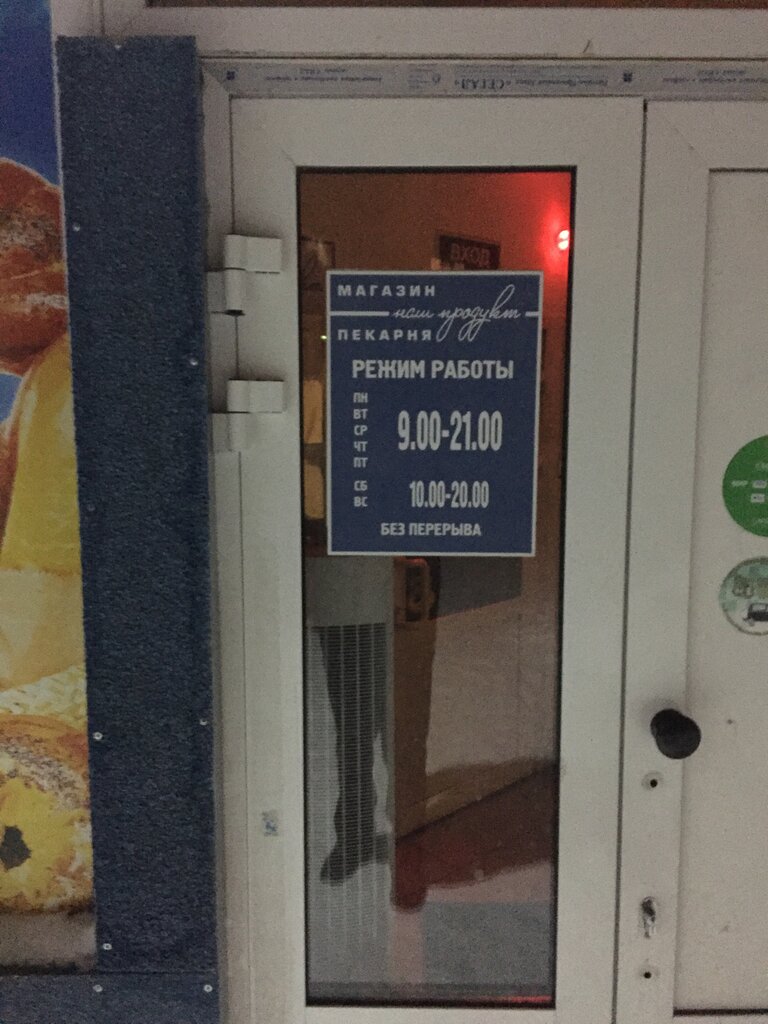 ВХОД
МАГАЗИН
наш продукт
ПЕКАРНЯ
РЕЖИМ РАБОТЫ
ПН
ВТ
СР
ЧТ
ПТ
9.00-21.00
СБ
ВС
10.00-20.00
БЕЗ ПЕРЕРЫВА